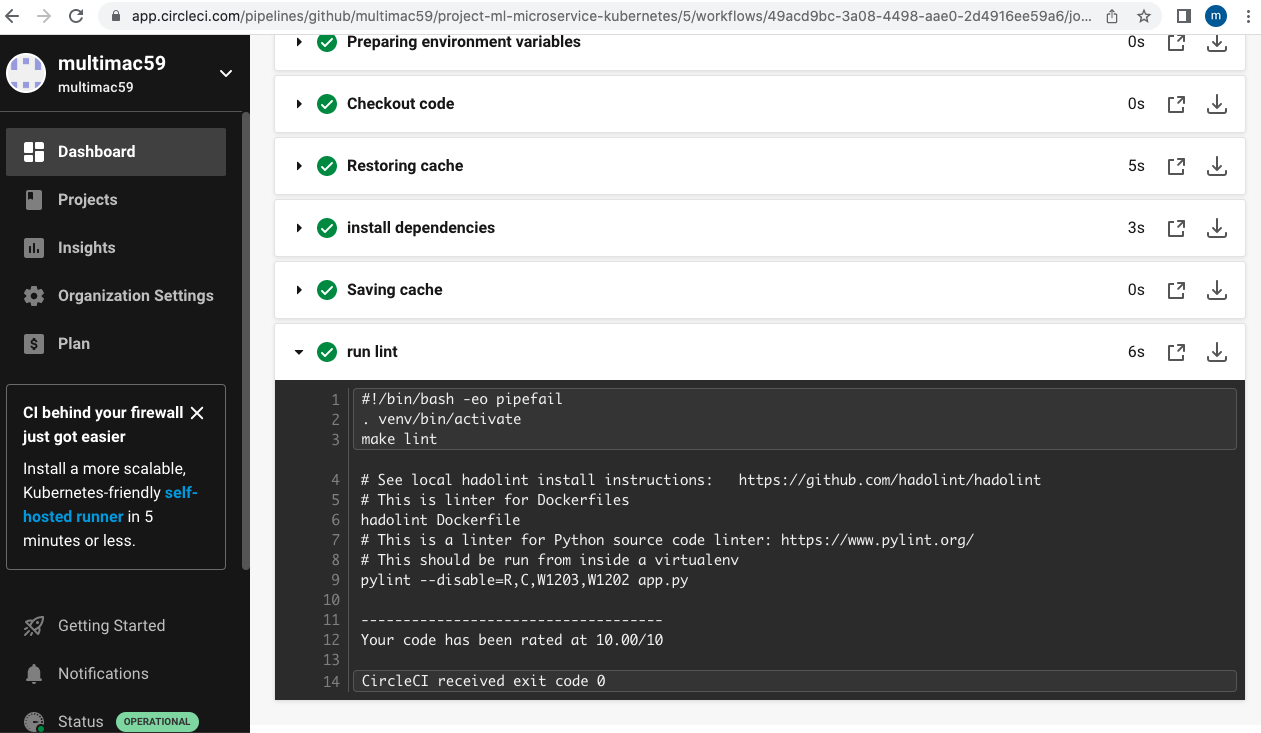 app.circleci.com/pipelines/github/multimac59/project-ml-microservice-kubernetes/5/workflows/49acd9bc-3a08-4498-aae0-2d4916ee59a6/jo...
m
multimac59
multimac59
Dashboard
Projects
Insights
Organization Settings
$ Plan
CI behind your firewall
just got easier
Install a more scalable,
Kubernetes-friendly self-
hosted runner in 5
minutes or less.
Getting Started
Notifications
Status OPERATIONAL
Preparing environment variables 0s
Checkout code 0s
Restoring cache 5s
install dependencies 3s
Saving cache 0s
run lint 6s
1 #!/bin/bash -eo pipefail
2 . venv/bin/activate
3 make lint
4 # See local hadolint install instructions:   https://github.com/hadolint/hadolint
5 # This is linter for Dockerfiles
6 hadolint Dockerfile
7 # This is a linter for Python source code linter: https://www.pylint.org/
8 # This should be run from inside a virtualenv
9 pylint --disable=R,C,W1203,W1202 app.py
10
11 ------------------------------------
12 Your code has been rated at 10.00/10
13
14 CircleCI received exit code 0